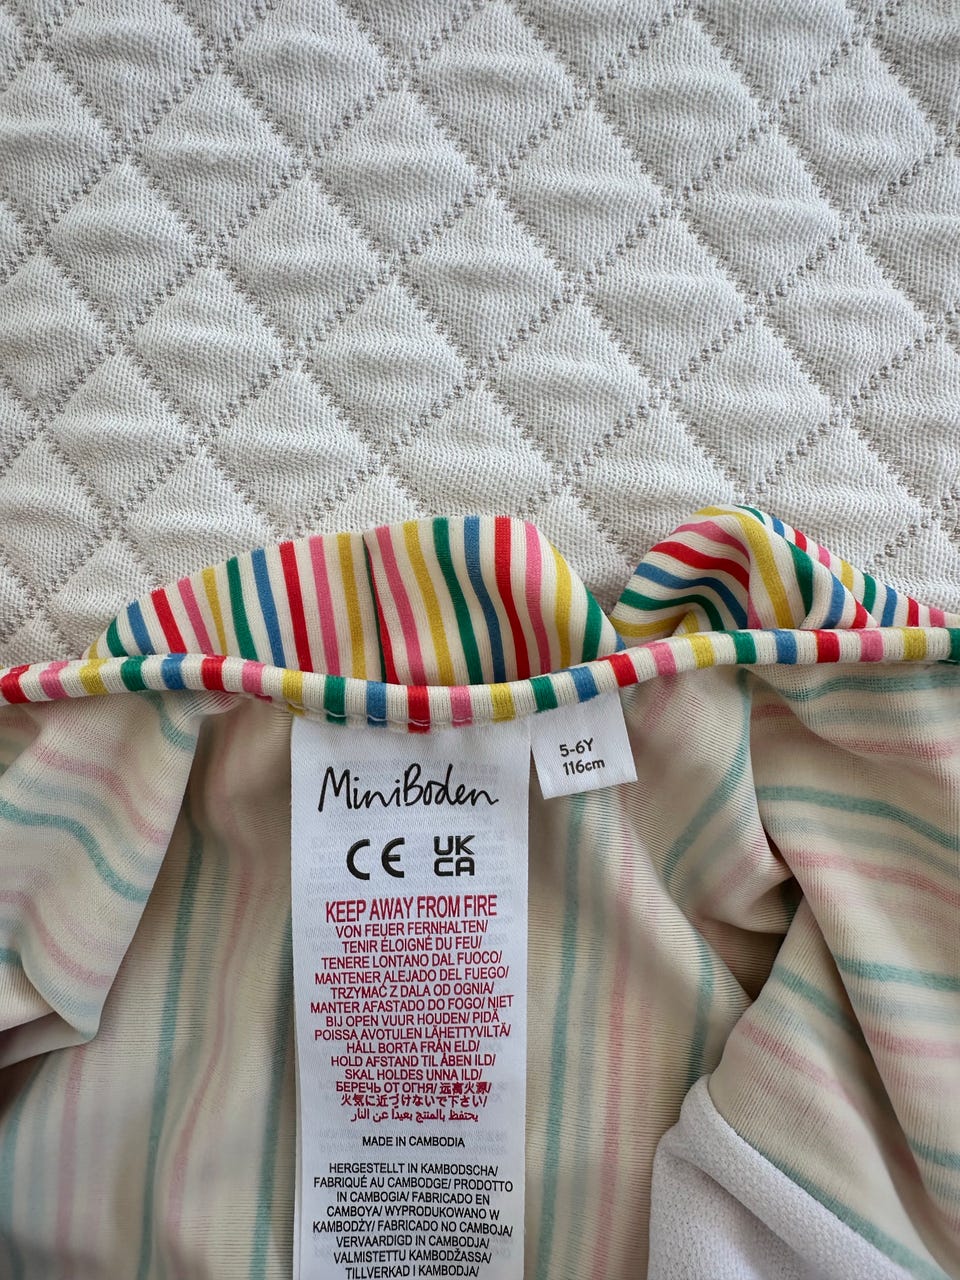 MiniBoden
CE UK
CA
KEEP AWAY FROM FIRE
VON FEUER FERNHALTEN/
TENIR ÉLOIGNÉ DU FEU/
TENERE LONTANO DAL FUOCO/
MANTENER ALEJADO DEL FUEGO/
TRZYMAĆ Z DALA OD OGNIA/
MANTER AFASTADO DO FOGO/ NIET
BIJ OPEN VUUR HOUDEN/ PIDÄ
POISSA AVOTULEN LÄHETTYVILTÄ/
HÅLL BORTA FRÅN ELD/
HOLD AFSTAND TIL ÅBEN ILD/
SKAL HOLDES UNNA ILD/
БЕРЕЧЬ ОТ ОГНЯ/ 远离火源/
火気に近づけないで下さい/
يحتفظ بالمنتج بعيدا عن النار
MADE IN CAMBODIA
HERGESTELLT IN KAMBODSCHA/
FABRIQUÉ AU CAMBODGE/ PRODOTTO
IN CAMBOGIA/ FABRICADO EN
CAMBOYA/ WYPRODUKOWANO W
KAMBODŻY/ FABRICADO NO CAMBOJA/
VERVAARDIGD IN CAMBODJA/
VALMISTETTU KAMBODŽASSA/
TILLVERKAD I KAMBODJA/
5-6Y
116cm